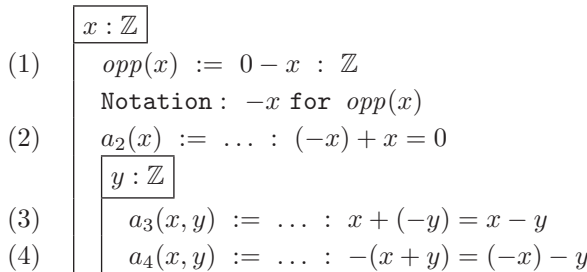 x : ℤ
(1) opp(x) := 0 − x : ℤ
Notation : −x for opp(x)
(2) a₂(x) := … : (−x) + x = 0
y : ℤ
(3) a₃(x, y) := … : x + (−y) = x − y
(4) a₄(x, y) := … : −(x + y) = (−x) − y